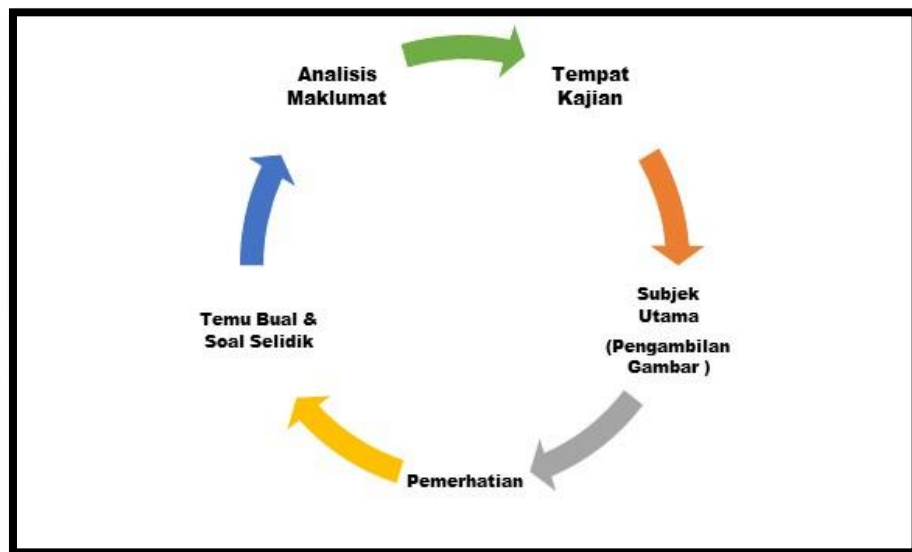 Analisis
Maklumat
Tempat
Kajian
Subjek
Utama
(Pengambilan
Gambar )
Pemerhatian
Temu Bual &
Soal Selidik